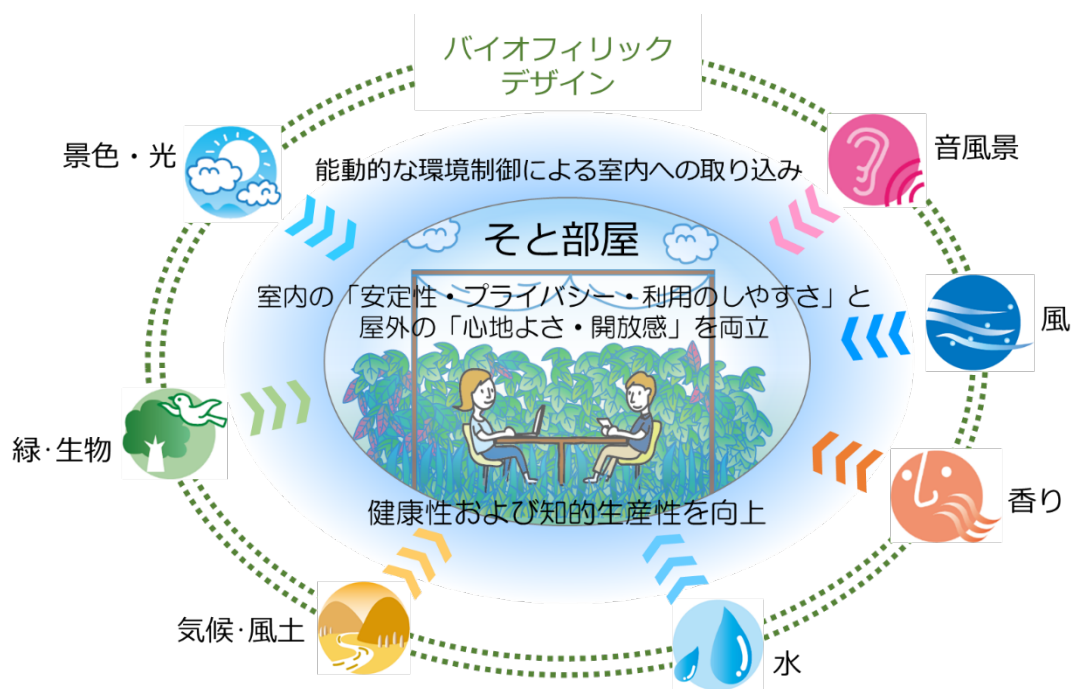 バイオフィリック
デザイン
景色・光
音風景
能動的な環境制御による室内への取り込み
そと部屋
室内の「安定性・プライバシー・利用のしやすさ」と
屋外の「心地よさ・開放感」を両立
風
緑・生物
香り
健康性および知的生産性を向上
気候・風土
水